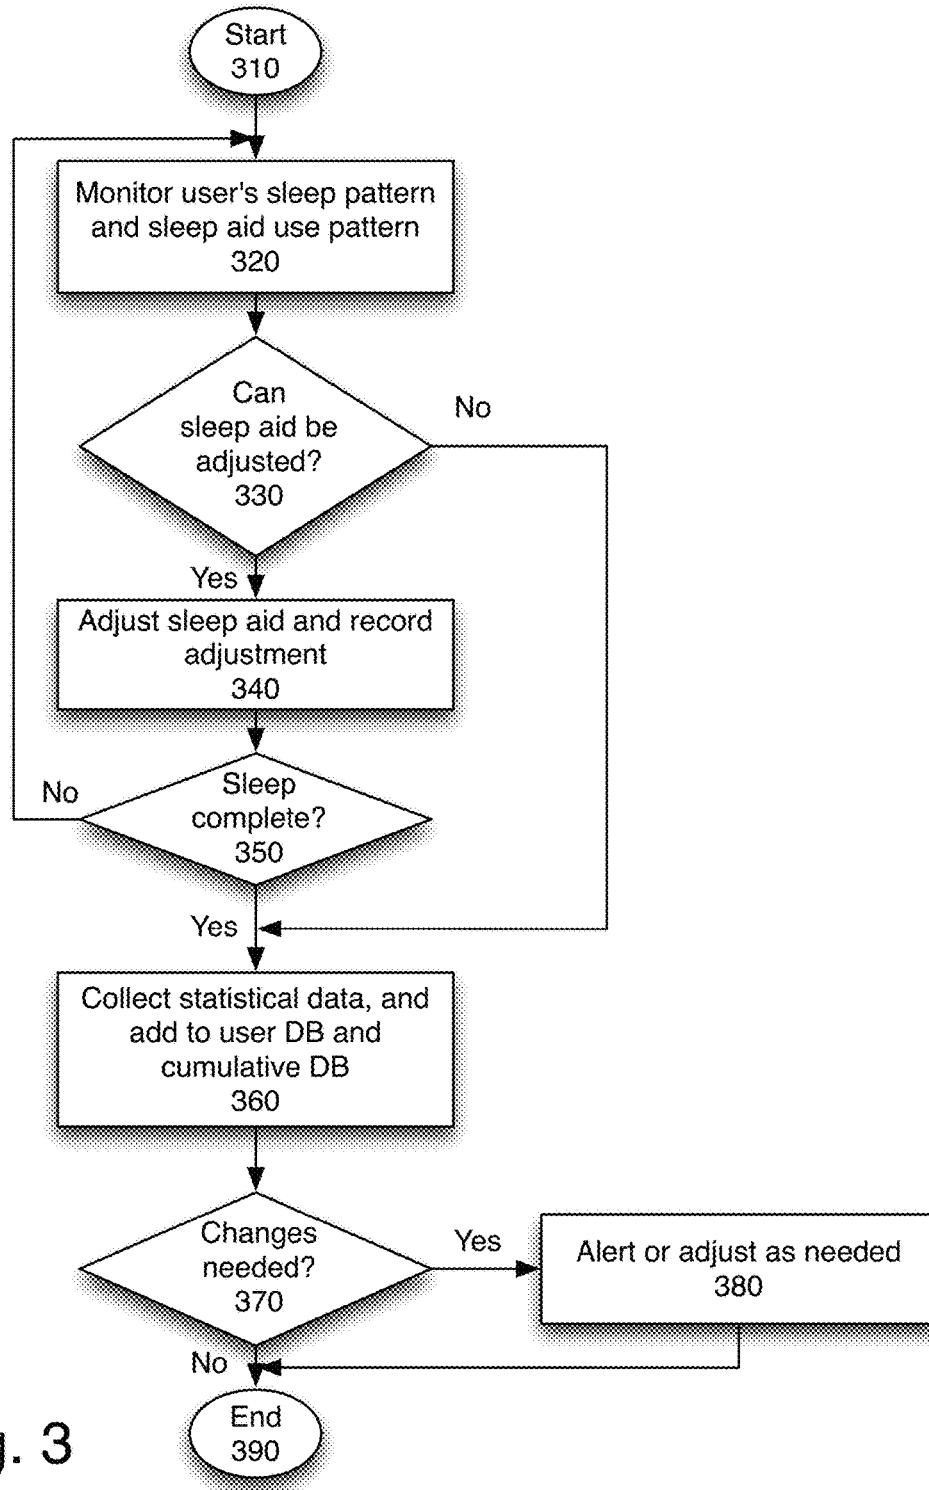 Start
310
Monitor user's sleep pattern
and sleep aid use pattern
320
Can
sleep aid be
adjusted?
330
No
Yes
Adjust sleep aid and record
adjustment
340
Sleep
complete?
350
No
Yes
Collect statistical data, and
add to user DB and
cumulative DB
360
Changes
needed?
370
Yes
Alert or adjust as needed
380
No
End
390
g. 3